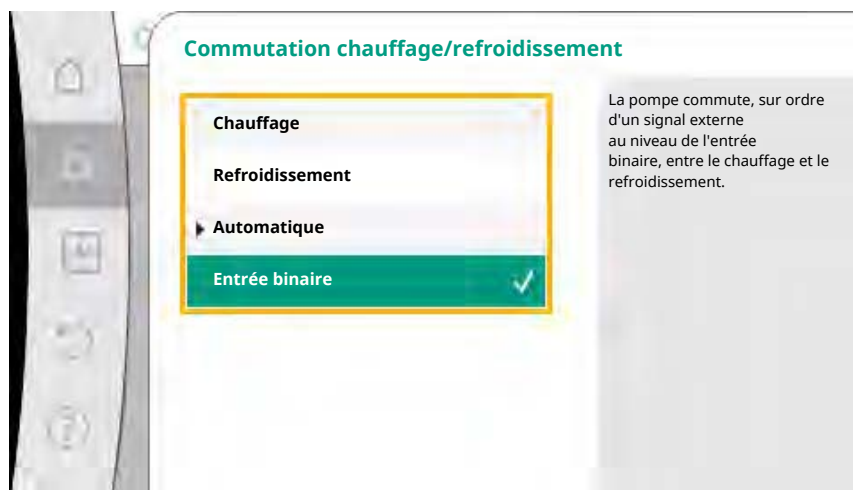 Commutation chauffage/refroidissement
Chauffage
Refroidissement
Automatique
Entrée binaire
La pompe commute, sur ordre
d'un signal externe
au niveau de l'entrée
binaire, entre le chauffage et le
refroidissement.